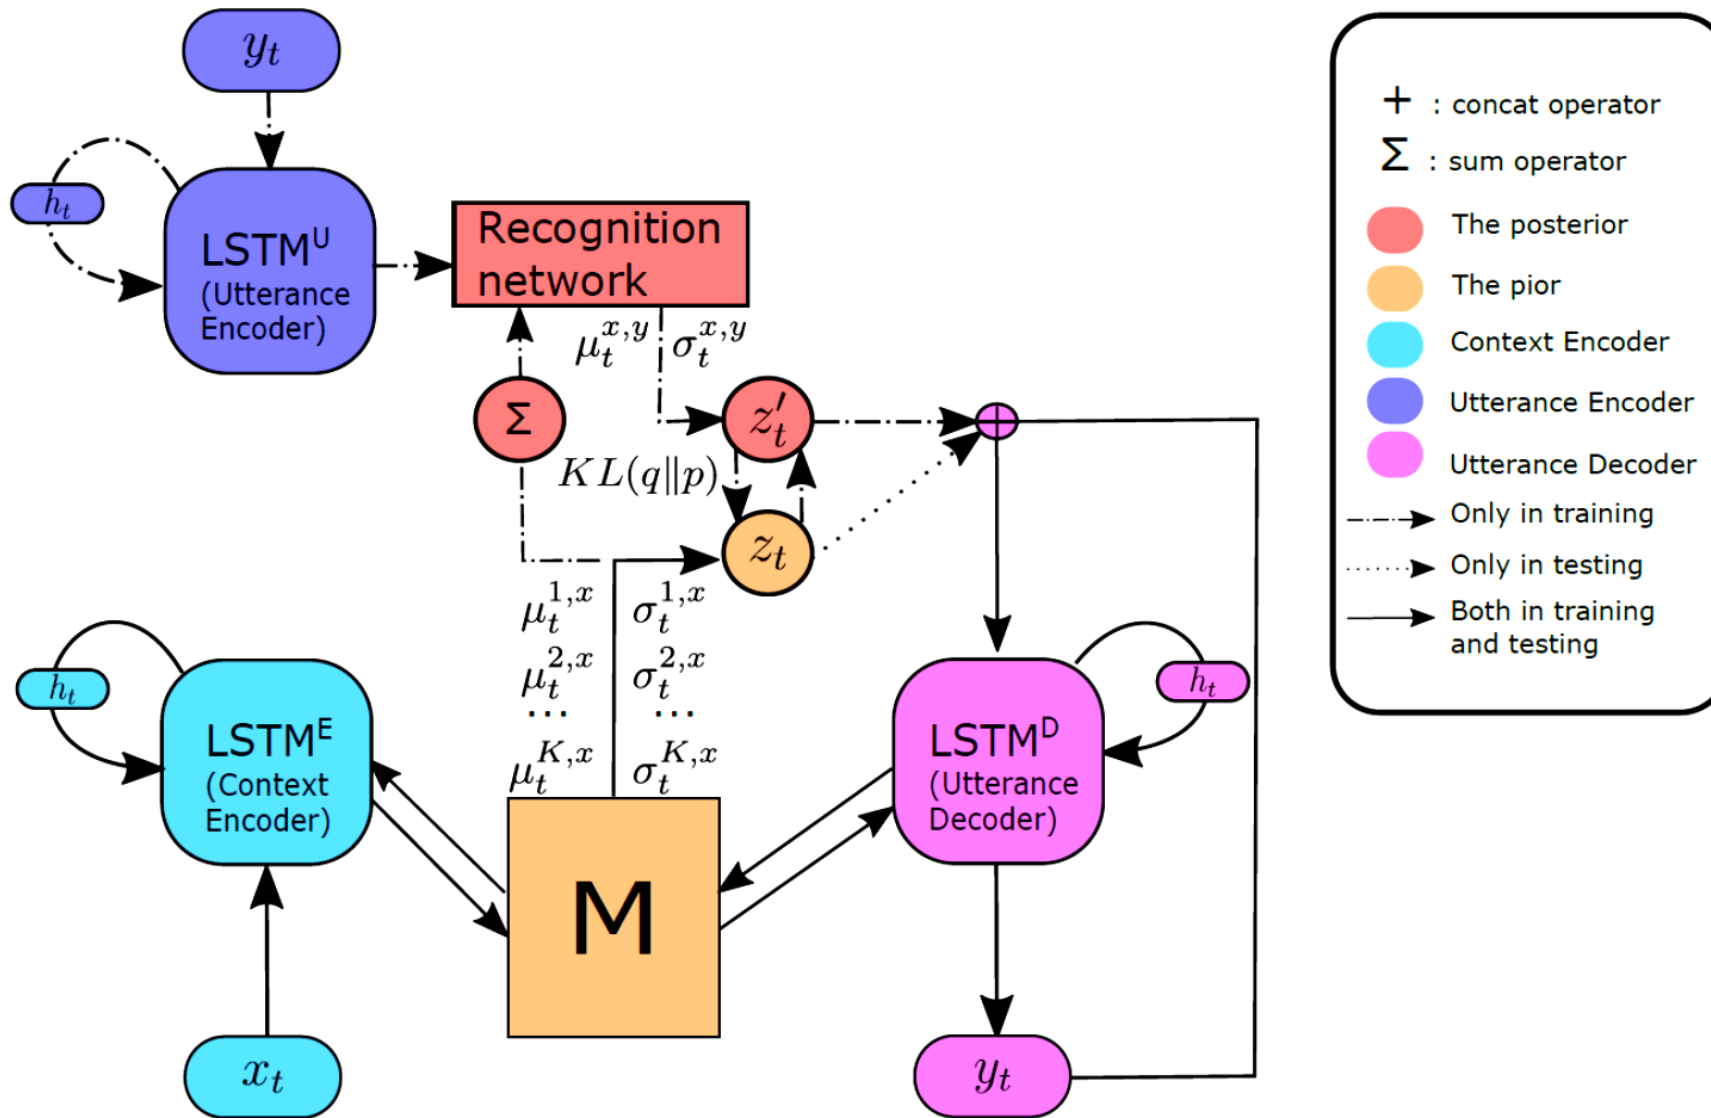 y_t
h_t
LSTM^U
(Utterance
Encoder)
Recognition
network
μ_t^{x,y} σ_t^{x,y}
Σ
z'_t
KL(q‖p)
z_t
μ_t^{1,x} σ_t^{1,x}
μ_t^{2,x} σ_t^{2,x}
... ...
μ_t^{K,x} σ_t^{K,x}
h_t
LSTM^E
(Context
Encoder)
M
x_t
+
LSTM^D
(Utterance
Decoder)
h_t
y_t
+ : concat operator
Σ : sum operator
The posterior
The pior
Context Encoder
Utterance Encoder
Utterance Decoder
Only in training
Only in testing
Both in training
and testing